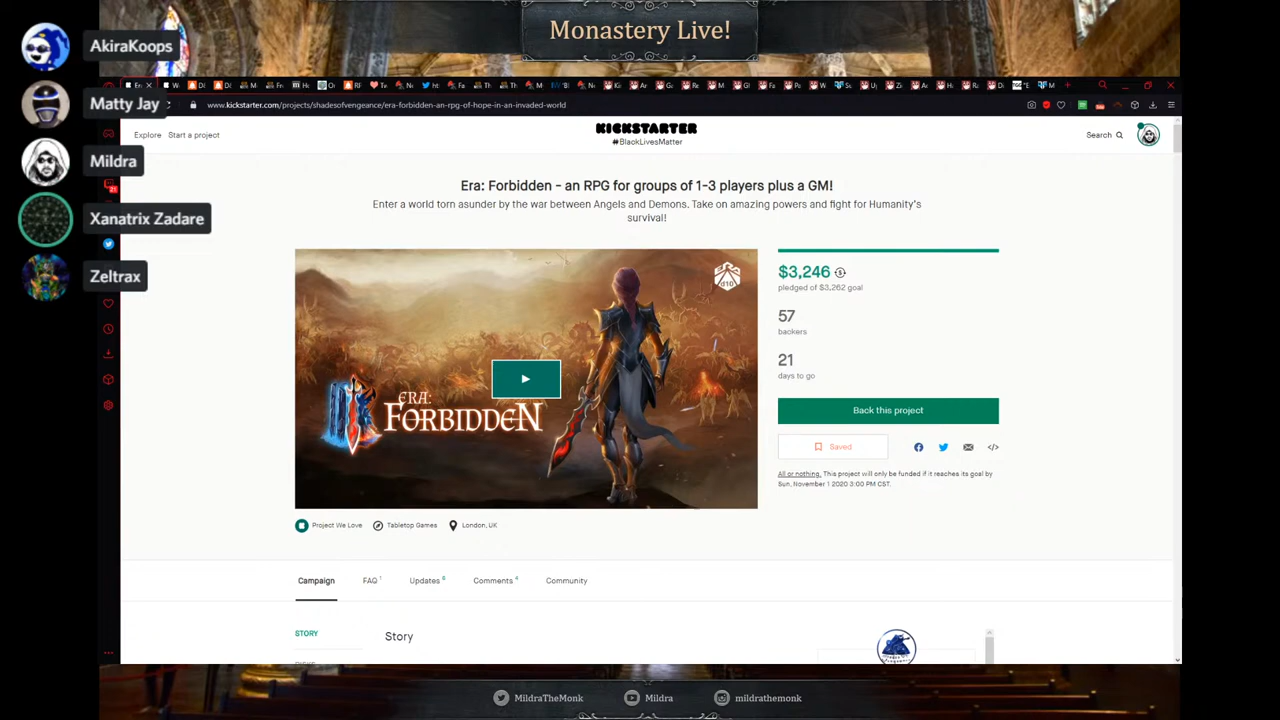 Monastery Live!
AkiraKoops
Matty Jay
Mildra
Xanatrix Zadare
Zeltrax
www.kickstarter.com/projects/shadesofvengeance/era-forbidden-an-rpg-of-hope-in-an-invaded-world
Explore Start a project
KICKSTARTER
#BlackLivesMatter
Search
Era: Forbidden - an RPG for groups of 1-3 players plus a GM!
Enter a world torn asunder by the war between Angels and Demons. Take on amazing powers and fight for Humanity's
survival!
d10
ERA:
FORBIDDEN
$3,246
pledged of $3,262 goal
57
backers
21
days to go
Back this project
Saved
All or nothing. This project will only be funded if it reaches its goal by
Sun, November 1 2020 3:00 PM CST.
Project We Love Tabletop Games London, UK
Campaign FAQ 1 Updates 6 Comments 4 Community
STORY
Story
MildraTheMonk Mildra mildrathemonk